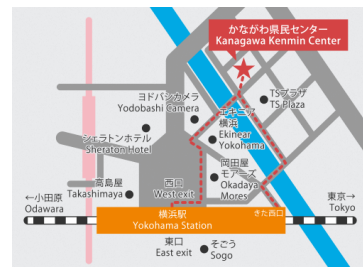 かながわ県民センター
Kanagawa Kenmin Center
ヨドバシカメラ
Yodobashi Camera
TSプラザ
TS Plaza
エキニア
横浜
Ekinear
Yokohama
シェラトンホテル
Sheraton Hotel
岡田屋
モアーズ
Okadaya
Mores
高島屋
Takashimaya
西口
West exit
←小田原
Odawara
横浜駅
Yokohama Station
きた西口
東京→
Tokyo
東口
East exit
そごう
Sogo